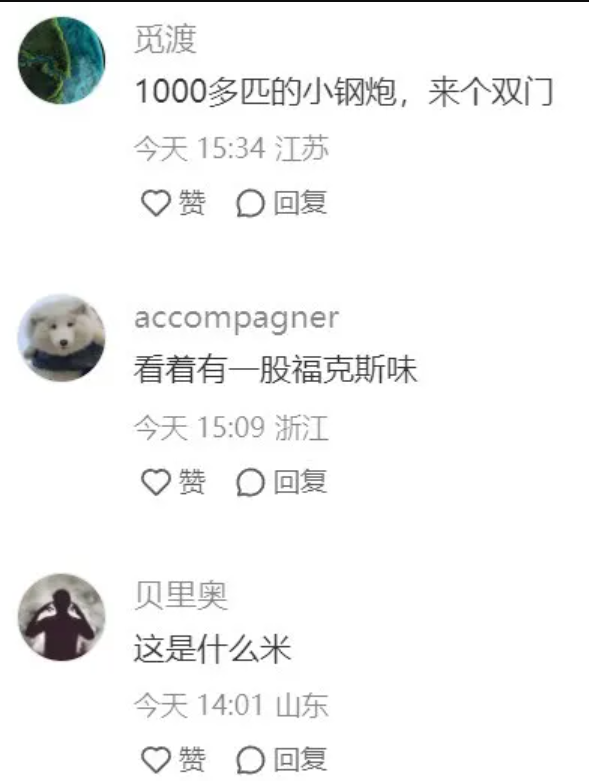 觅渡
1000多匹的小钢炮，来个双门
今天 15:34 江苏
赞 回复
accompagner
看着有一股福克斯味
今天 15:09 浙江
赞 回复
贝里奥
这是什么米
今天 14:01 山东
赞 回复